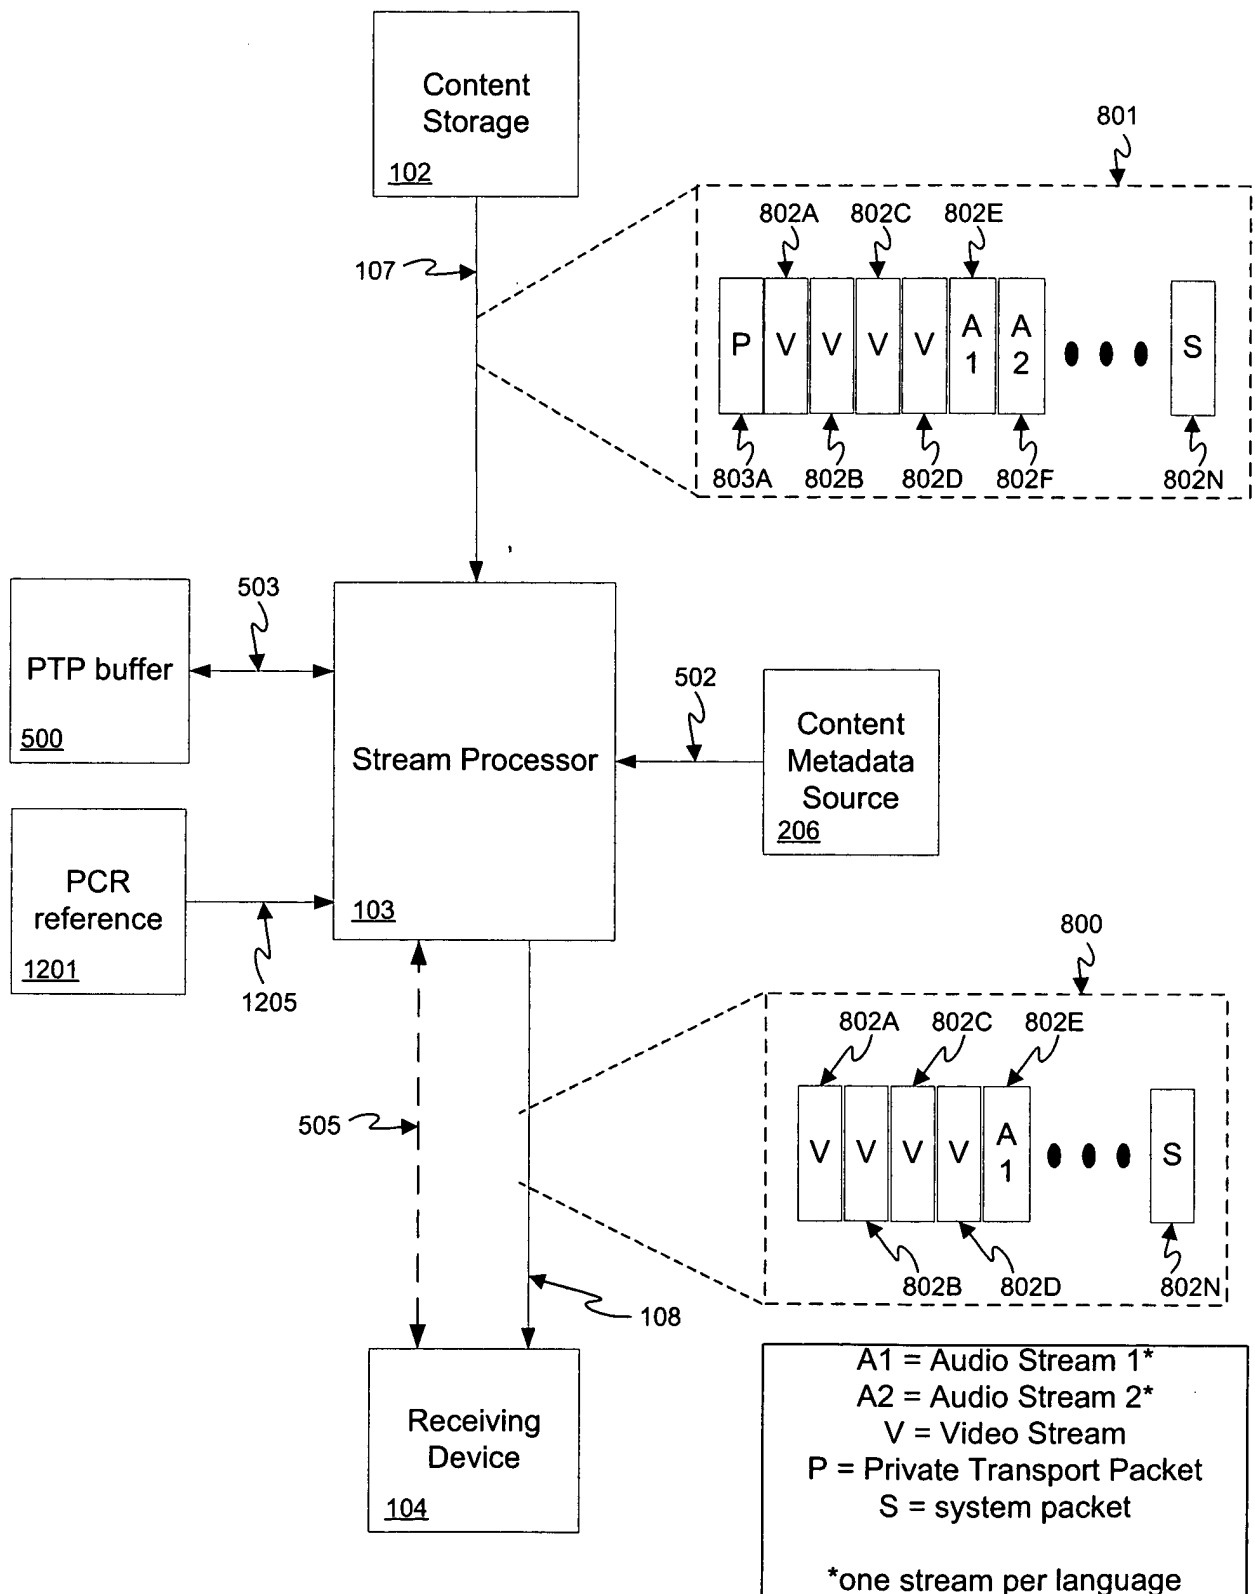 Content
Storage
102
801
107
802A
802C
802E
P
V
V
V
V
A
1
A
2
S
803A
802B
802D
802F
802N
503
PTP buffer
500
Stream Processor
103
502
Content
Metadata
Source
206
PCR
reference
1201
1205
800
802A
802C
802E
V
V
V
V
A
1
S
802B
802D
802N
505
108
Receiving
Device
104
A1 = Audio Stream 1*
A2 = Audio Stream 2*
V = Video Stream
P = Private Transport Packet
S = system packet
*one stream per language